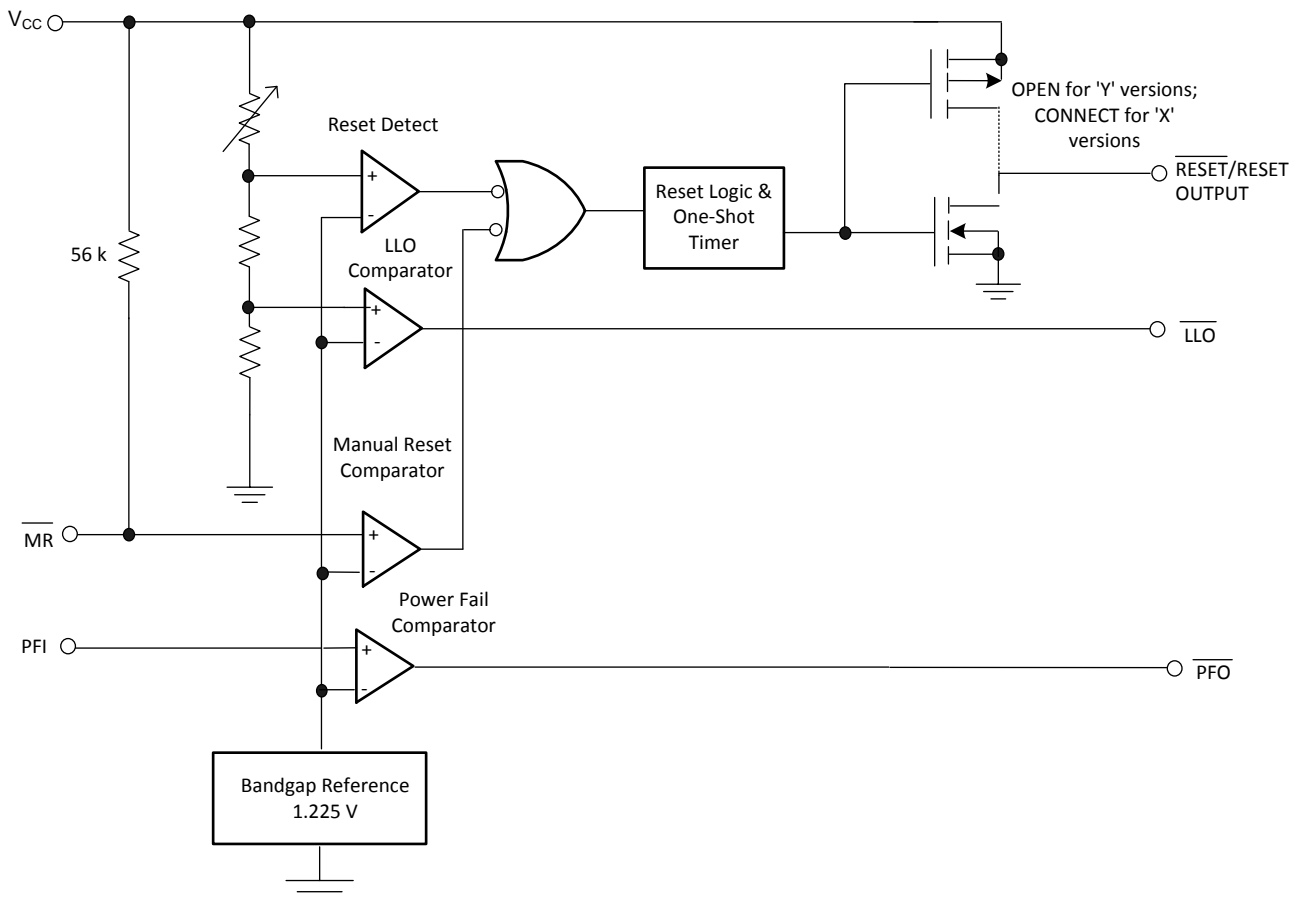 VCC
OPEN for 'Y' versions;
CONNECT for 'X'
versions
Reset Detect
+
-
RESET/RESET
OUTPUT
Reset Logic &
One-Shot
Timer
56 k
LLO
Comparator
+
-
LLO
Manual Reset
Comparator
MR
+
-
Power Fail
Comparator
PFI
+
-
PFO
Bandgap Reference
1.225 V